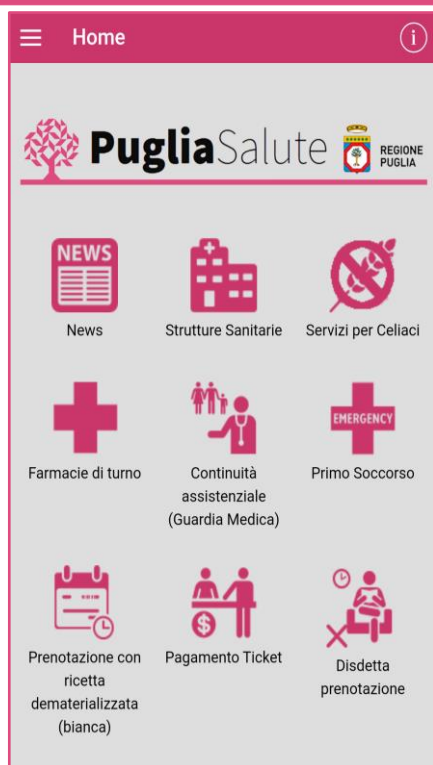 Home
i
PugliaSalute
REGIONE
PUGLIA
NEWS
News
Strutture Sanitarie
Servizi per Celiaci
EMERGENCY
Farmacie di turno
Continuità
assistenziale
(Guardia Medica)
Primo Soccorso
$
Prenotazione con
ricetta
dematerializzata
(bianca)
Pagamento Ticket
Disdetta
prenotazione